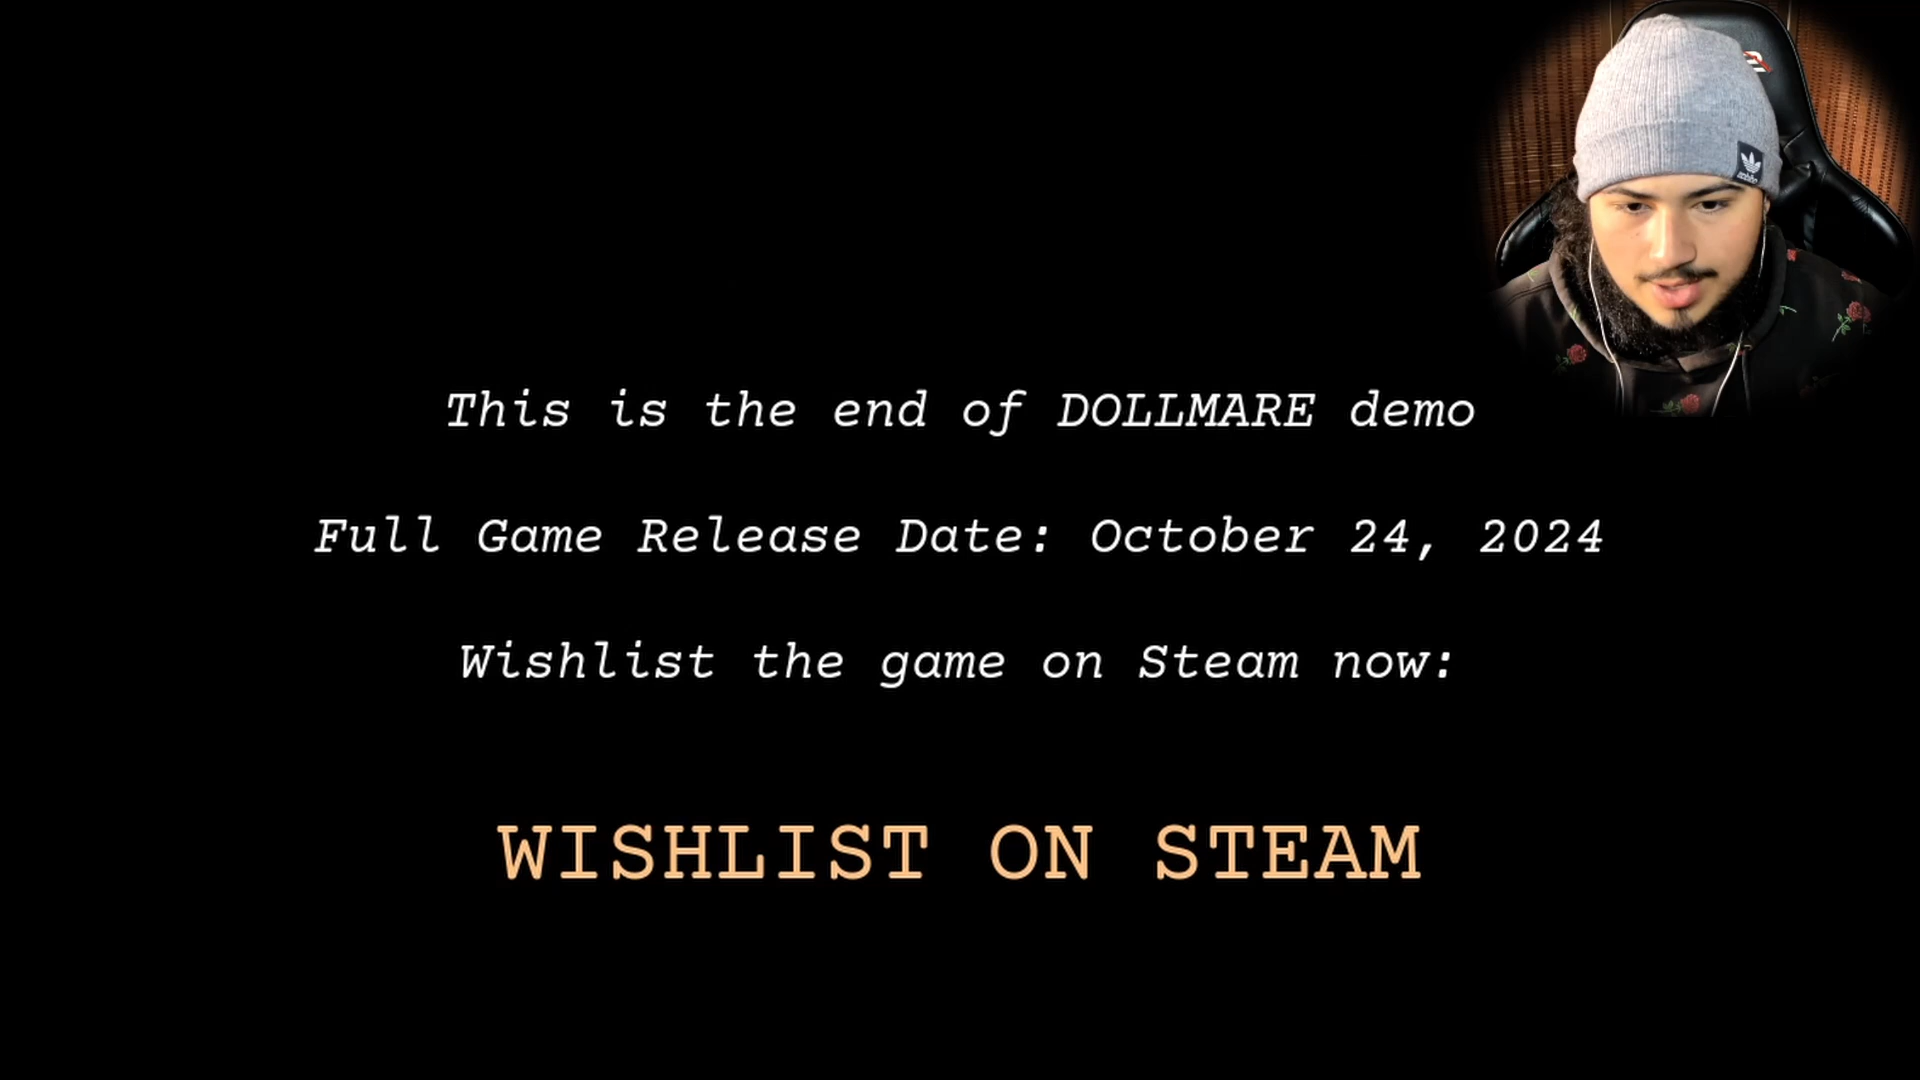 This is the end of DOLLMARE demo
Full Game Release Date: October 24, 2024
Wishlist the game on Steam now:
WISHLIST ON STEAM